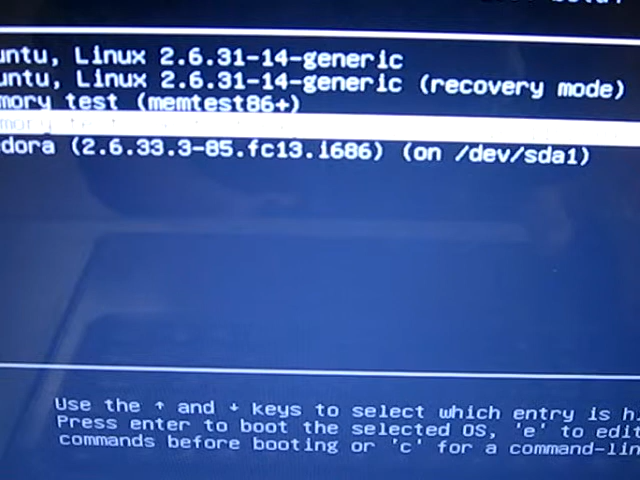 untu, Linux 2.6.31-14-generic
untu, Linux 2.6.31-14-generic (recovery mode)
mory test (memtest86+)
dora (2.6.33.3-85.fc13.i686) (on /dev/sda1)
Use the ↑ and ↓ keys to select which entry is h
Press enter to boot the selected OS, 'e' to edit
commands before booting or 'c' for a command-lin